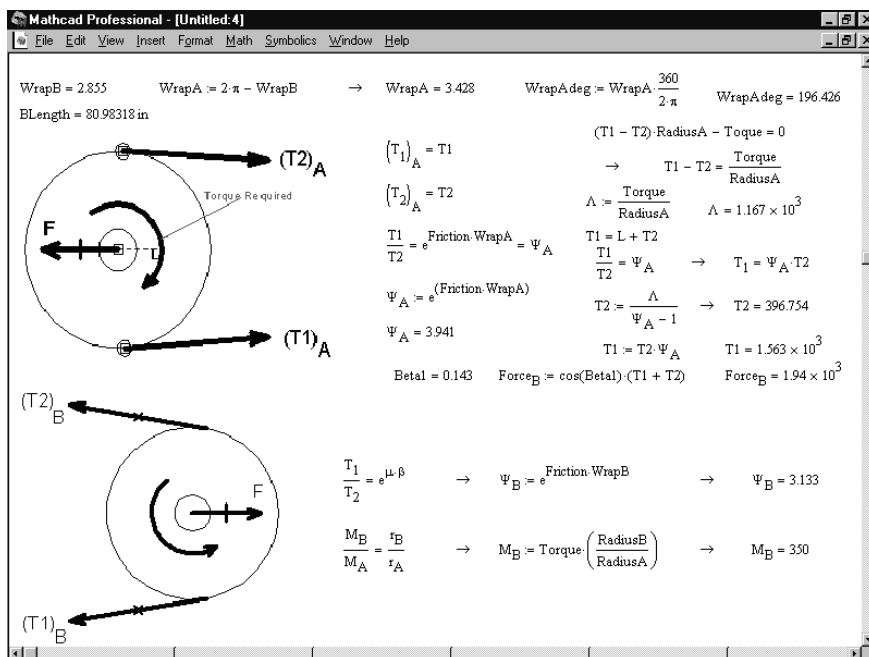 Mathcad Professional - [Untitled:4]
File Edit View Insert Format Math Symbolics Window Help
WrapB = 2.855 WrapA := 2·π − WrapB → WrapA = 3.428 WrapAdeg := WrapA·360/(2·π) WrapAdeg = 196.426
BLength = 80.98318 in
(T2)A
Torque Required
F
L
(T1)A
(T1)A = T1
(T2)A = T2
T1/T2 = e^(Friction·WrapA) = ΨA
ΨA := e^(Friction·WrapA)
ΨA = 3.941
(T1 − T2)·RadiusA − Toque = 0
→ T1 − T2 = Torque/RadiusA
Λ := Torque/RadiusA Λ = 1.167 × 10^3
T1 = L + T2
T1/T2 = ΨA → T1 = ΨA·T2
T2 := Λ/(ΨA − 1) → T2 = 396.754
T1 := T2·ΨA T1 = 1.563 × 10^3
Beta1 = 0.143 ForceB := cos(Beta1)·(T1 + T2) ForceB = 1.94 × 10^3
(T2)B
F
(T1)B
T1/T2 = e^(μ·β) → ΨB := e^(Friction·WrapB) → ΨB = 3.133
MB/MA = rB/rA → MB := Torque·(RadiusB/RadiusA) → MB = 350